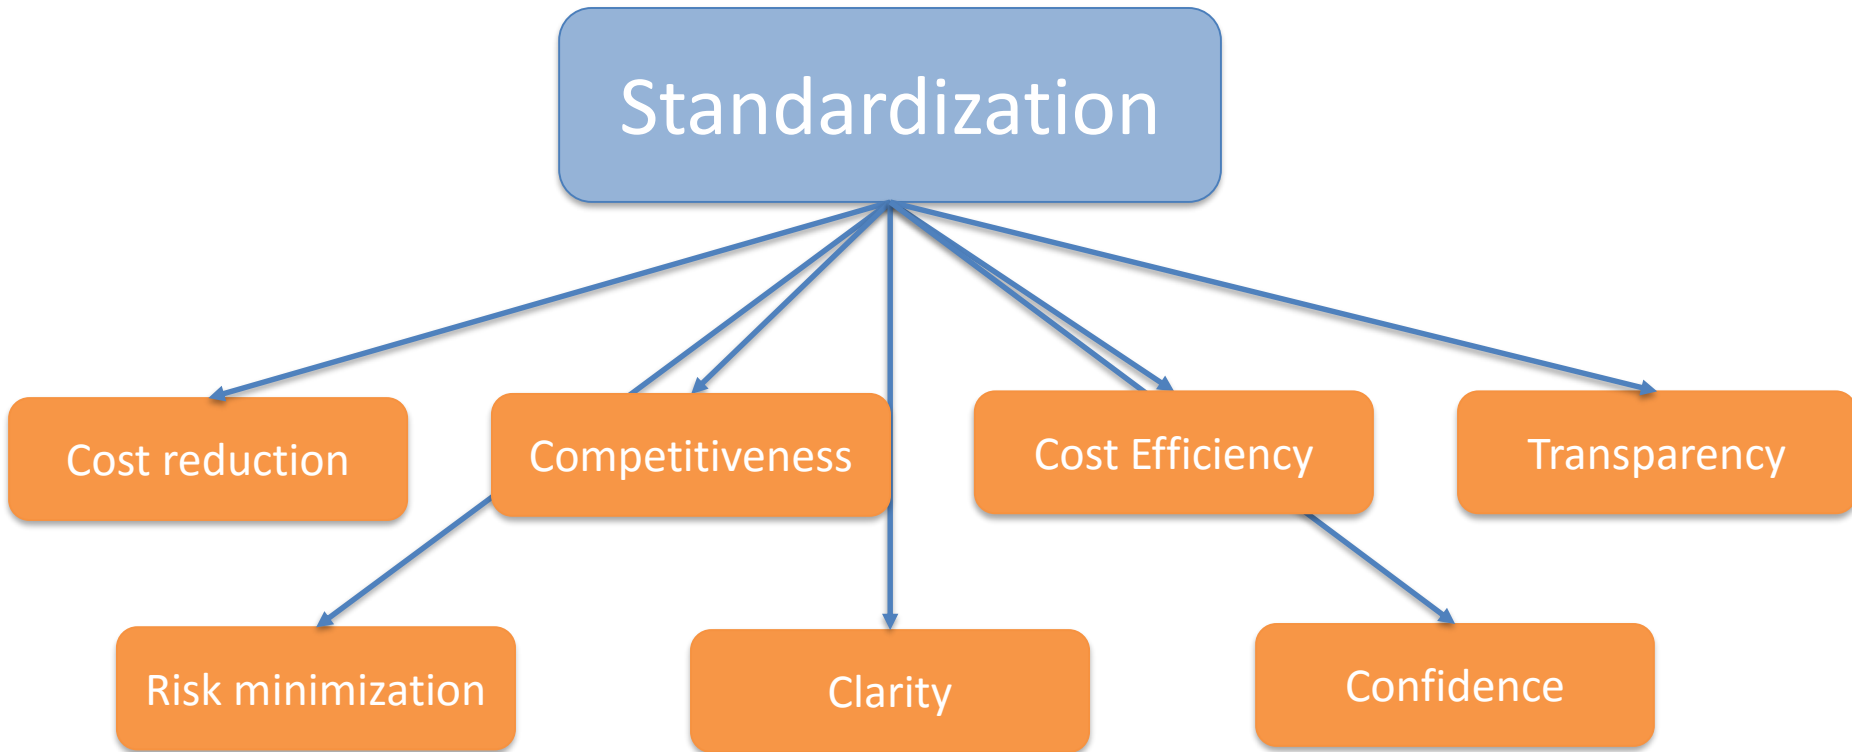 Standardization
Cost reduction
Competitiveness
Cost Efficiency
Transparency
Risk minimization
Clarity
Confidence